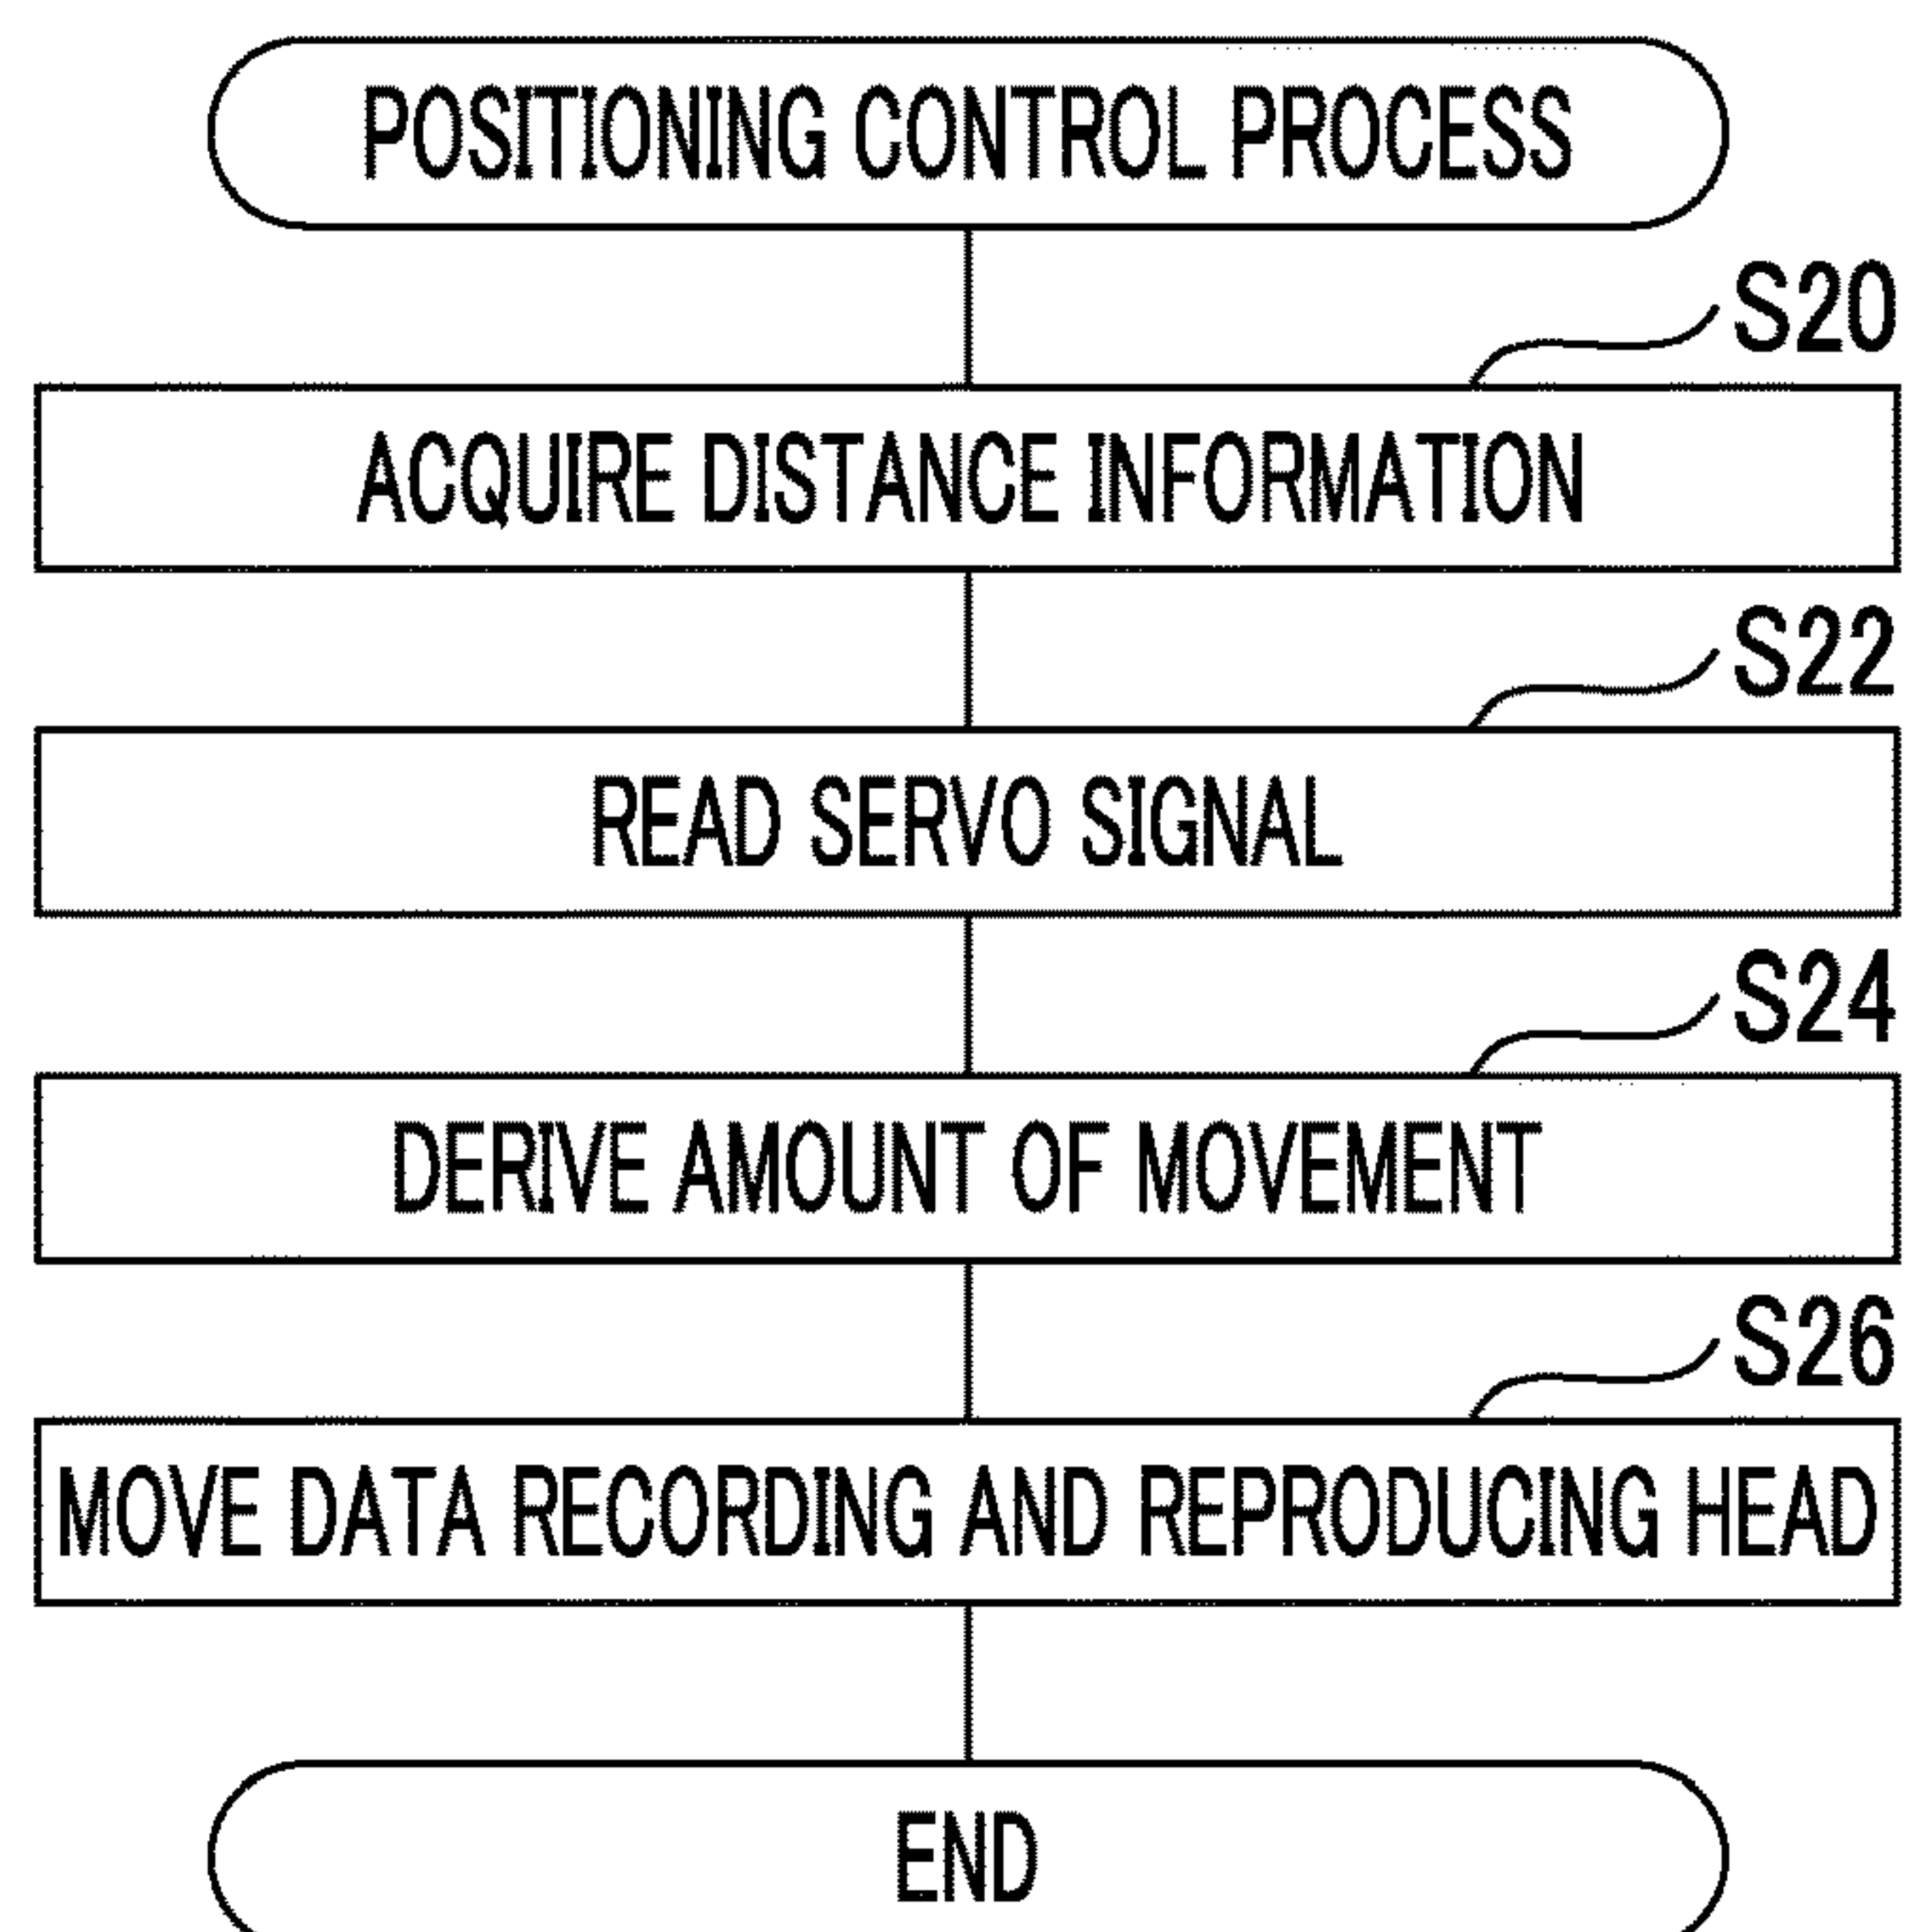 POSITIONING CONTROL PROCESS
S20
ACQUIRE DISTANCE INFORMATION
S22
READ SERVO SIGNAL
S24
DERIVE AMOUNT OF MOVEMENT
S26
MOVE DATA RECORDING AND REPRODUCING HEAD
END